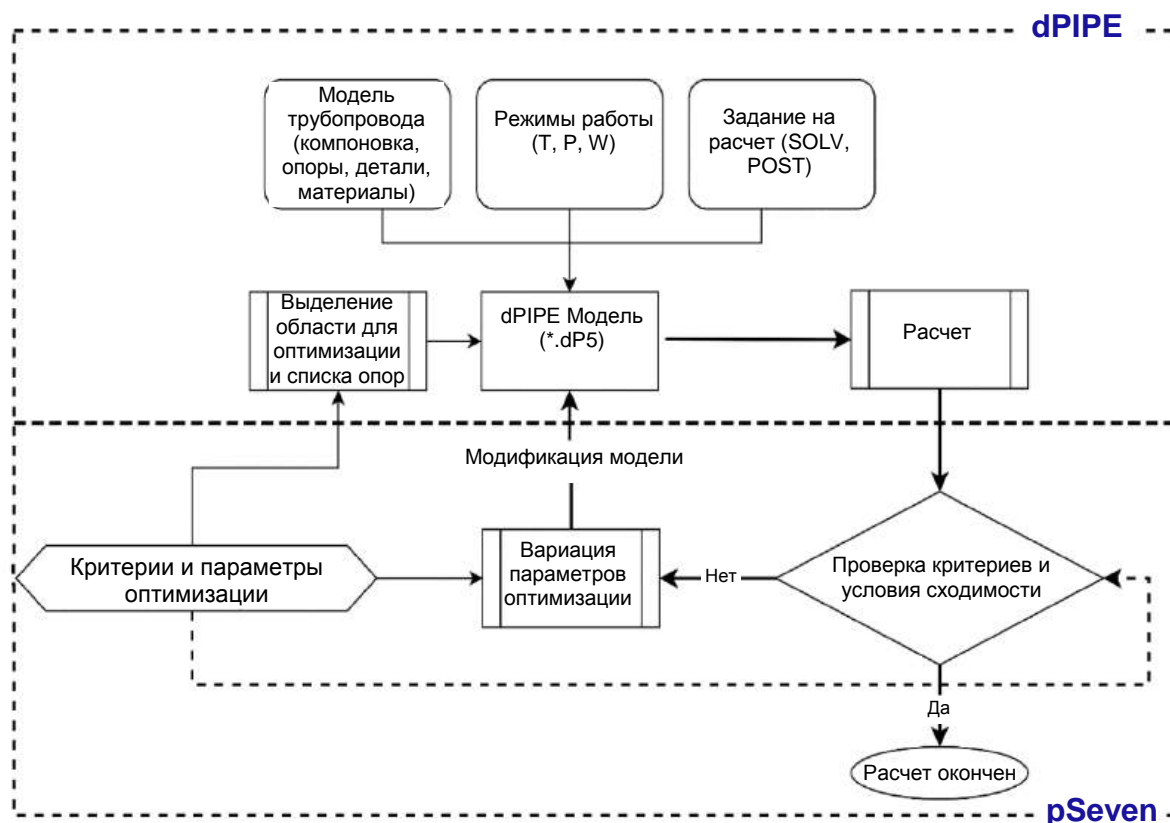 dPIPE
Модель
трубопровода
(компоновка,
опоры, детали,
материалы)
Режимы работы
(T, P, W)
Задание на
расчет (SOLV,
POST)
Выделение
области для
оптимизации
и списка опор
dPIPE Модель
(*.dP5)
Расчет
Модификация модели
Критерии и параметры
оптимизации
Вариация
параметров
оптимизации
Нет
Проверка критериев и
условия сходимости
Да
Расчет окончен
pSeven